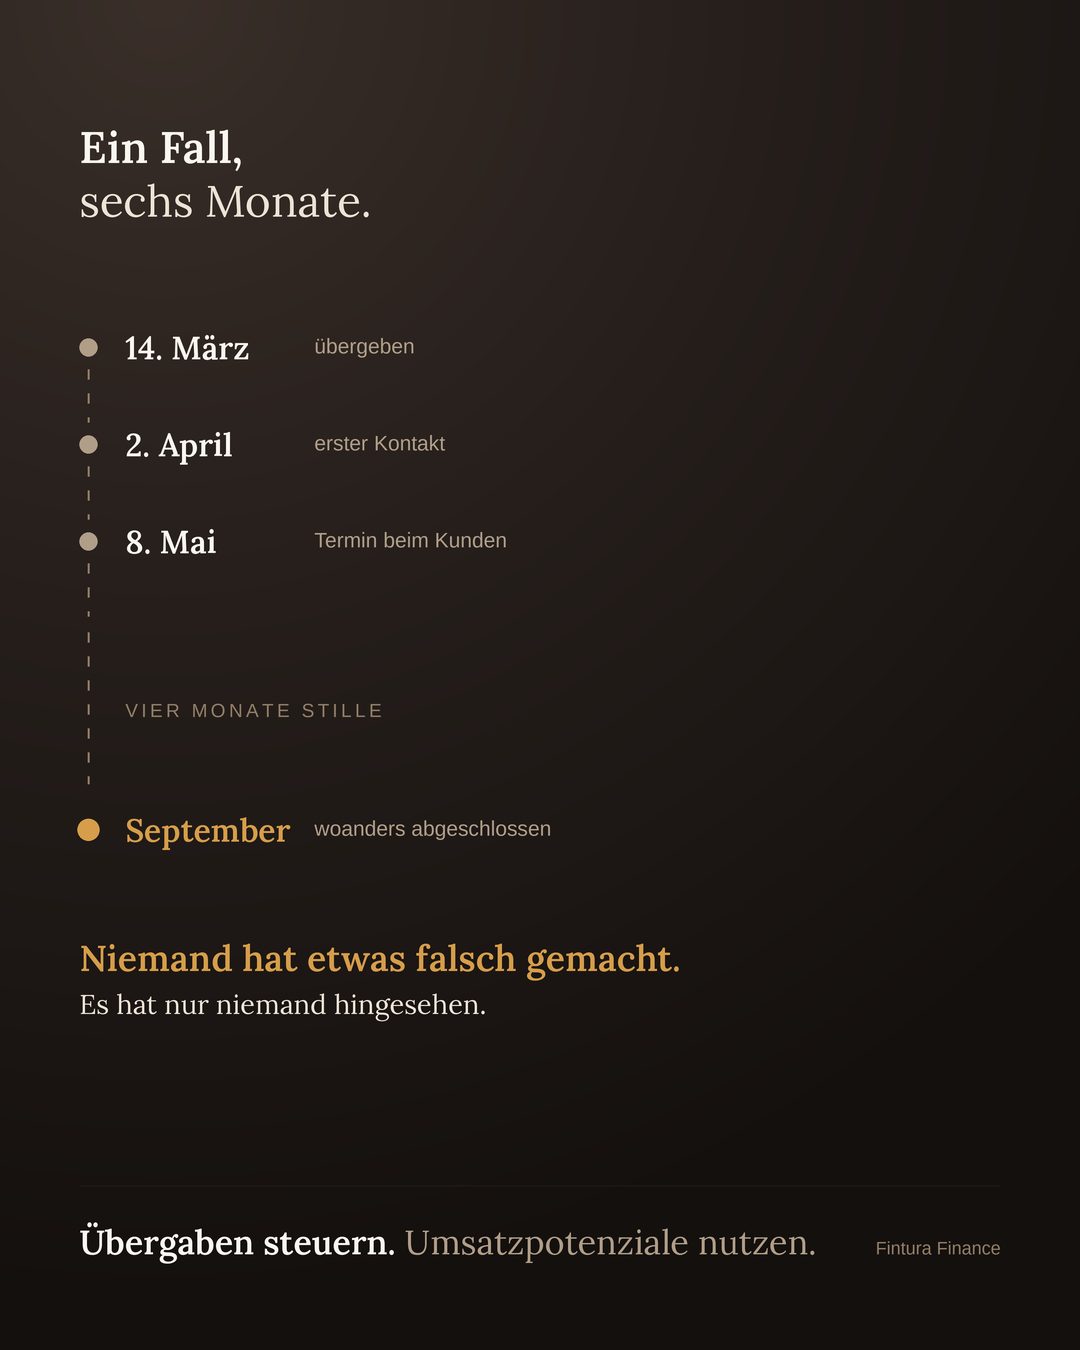 Ein Fall,
sechs Monate.
14. März übergeben
2. April erster Kontakt
8. Mai Termin beim Kunden
VIER MONATE STILLE
September woanders abgeschlossen
Niemand hat etwas falsch gemacht.
Es hat nur niemand hingesehen.
Übergaben steuern. Umsatzpotenziale nutzen. Fintura Finance